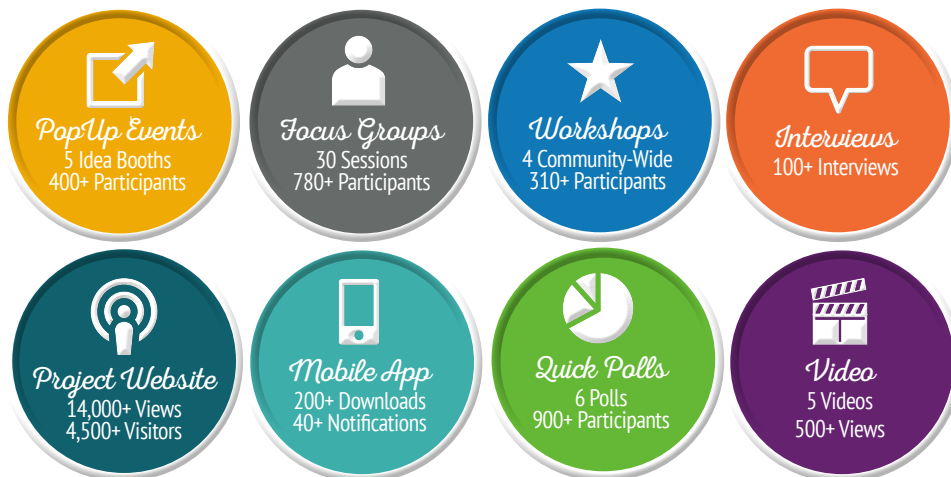 PopUp Events
5 Idea Booths
400+ Participants
Focus Groups
30 Sessions
780+ Participants
Workshops
4 Community-Wide
310+ Participants
Interviews
100+ Interviews
Project Website
14,000+ Views
4,500+ Visitors
Mobile App
200+ Downloads
40+ Notifications
Quick Polls
6 Polls
900+ Participants
Video
5 Videos
500+ Views